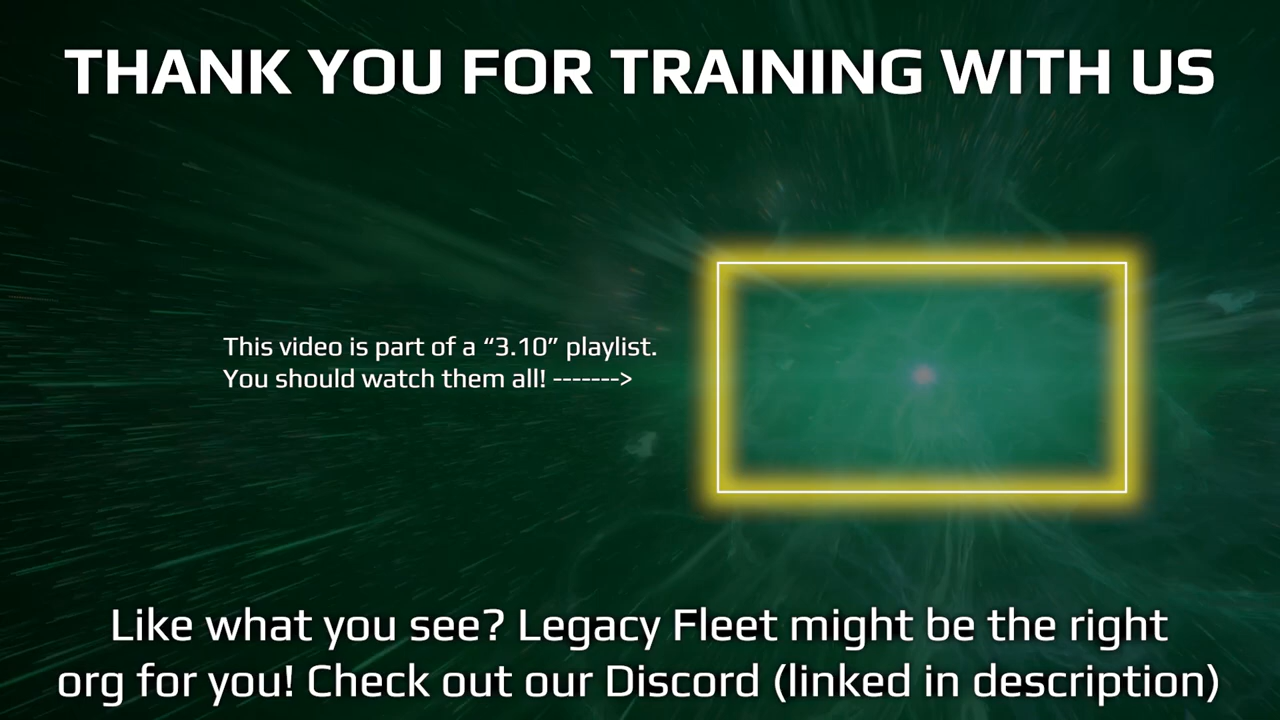 THANK YOU FOR TRAINING WITH US
This video is part of a “3.10” playlist.
You should watch them all! ------->
Like what you see? Legacy Fleet might be the right
org for you! Check out our Discord (linked in description)